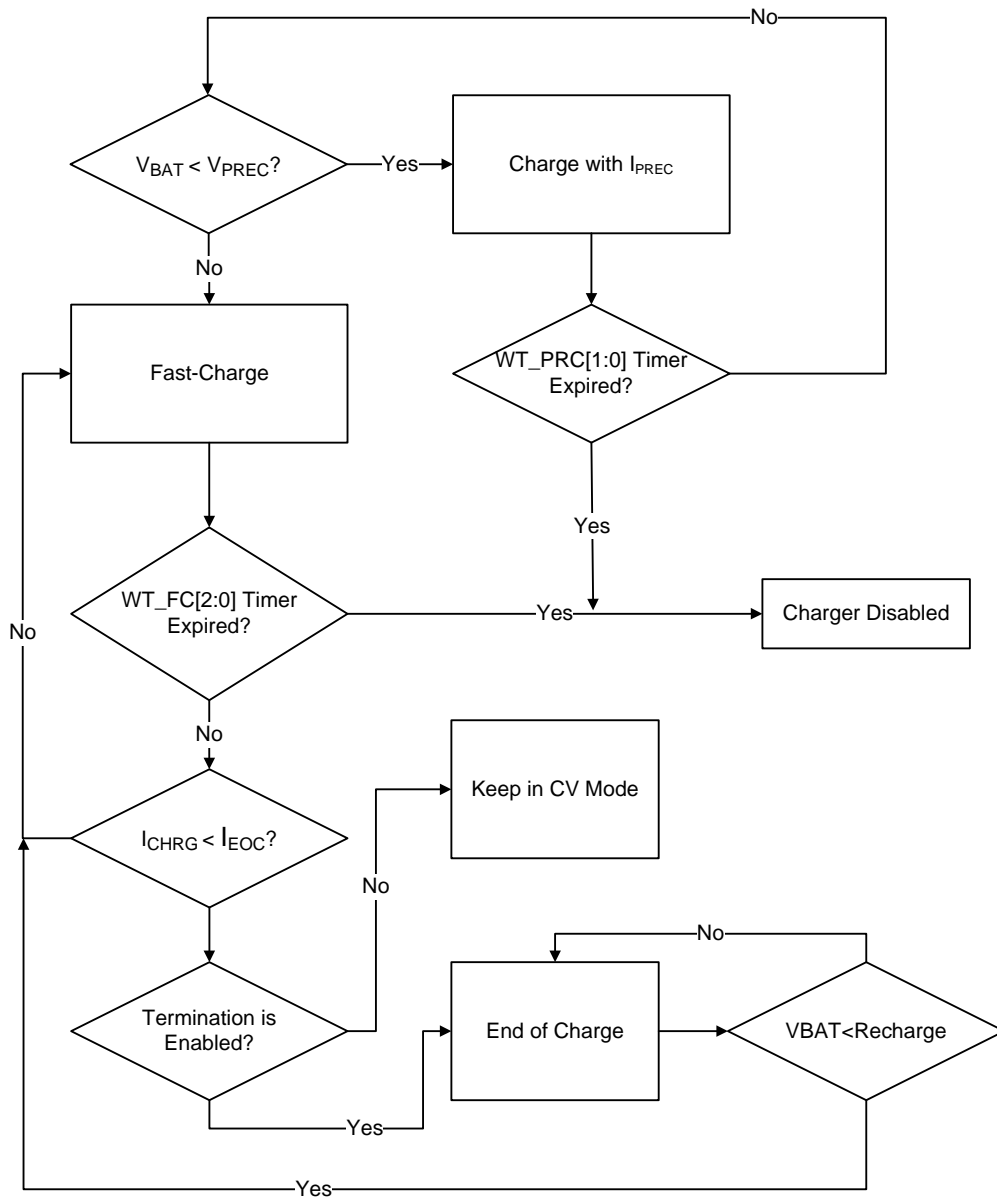 No
V_BAT < V_PREC?
Yes
Charge with I_PREC
No
Fast-Charge
WT_PRC[1:0] Timer
Expired?
Yes
WT_FC[2:0] Timer
Expired?
Yes
Charger Disabled
No
No
Keep in CV Mode
I_CHRG < I_EOC?
No
No
Termination is
Enabled?
End of Charge
VBAT<Recharge
Yes
Yes